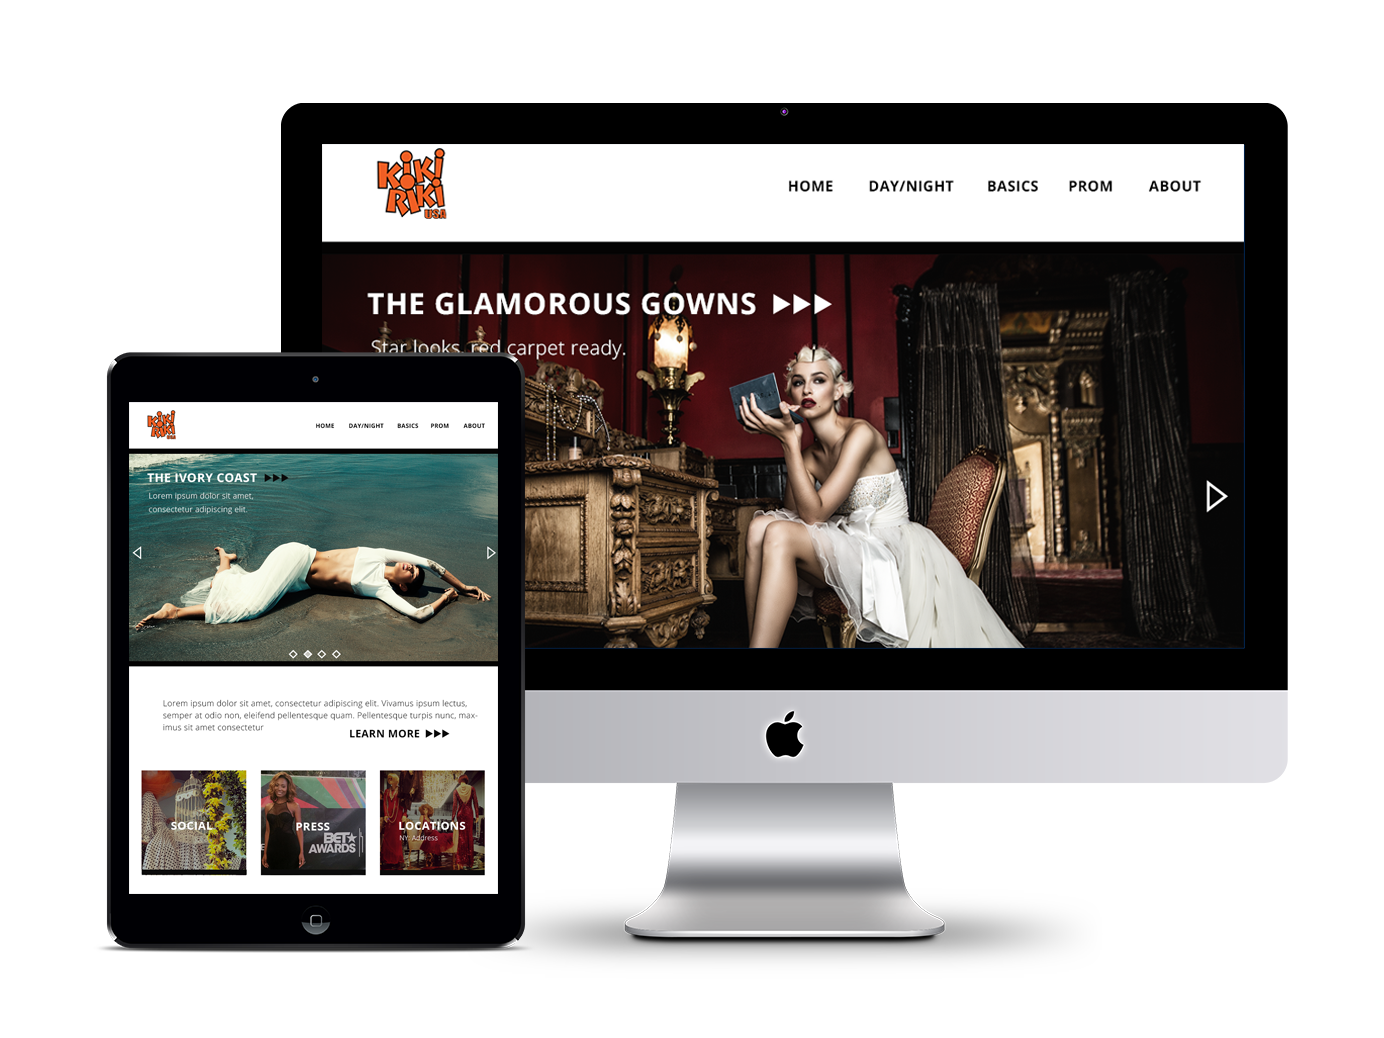 KiKi
RiKi
USA
HOME DAY/NIGHT BASICS PROM ABOUT
THE GLAMOROUS GOWNS
Star looks, red carpet ready.
KiKi
RiKi
USA
HOME DAY/NIGHT BASICS PROM ABOUT
THE IVORY COAST
Lorem ipsum dolor sit amet,
consectetur adipiscing elit.
Lorem ipsum dolor sit amet, consectetur adipiscing elit. Vivamus ipsum lectus,
semper at odio non, eleifend pellentesque quam. Pellentesque turpis nunc, max-
imus sit amet consectetur
LEARN MORE
SOCIAL
PRESS
BET★
AWARDS
LOCATIONS
NY: Address